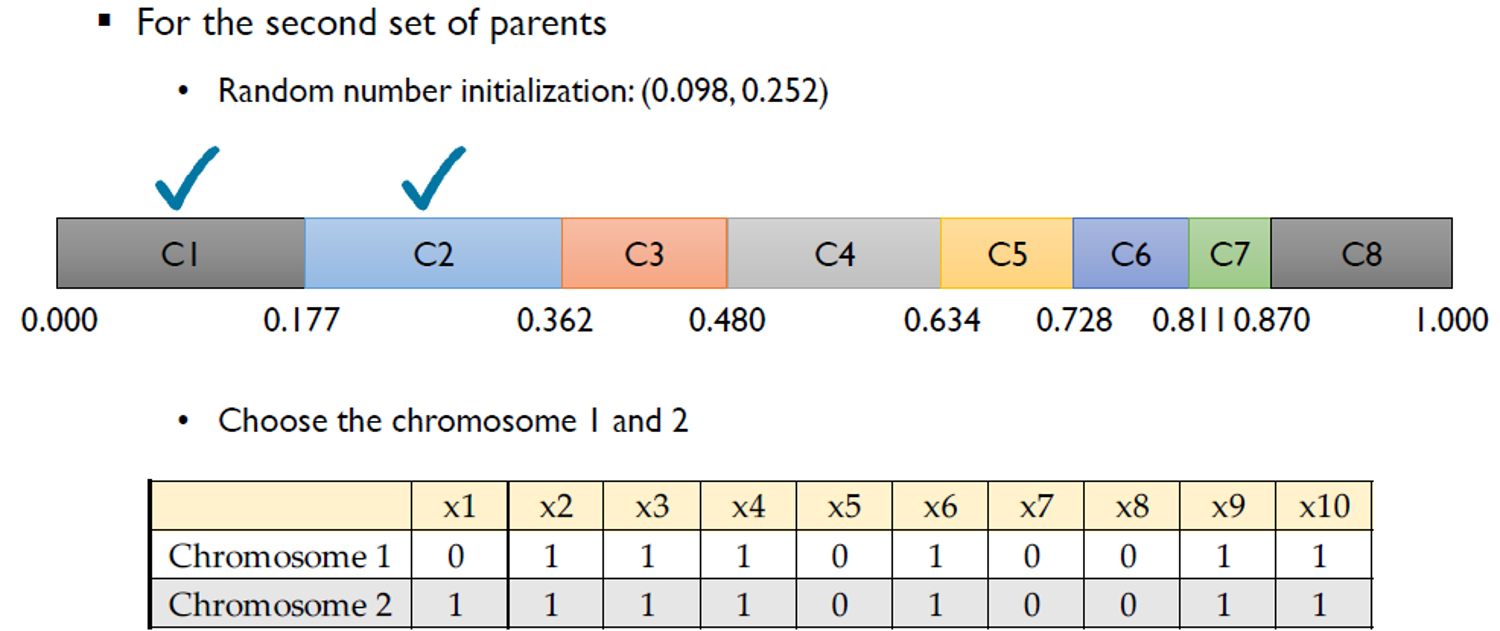 For the second set of parents
• Random number initialization: (0.098, 0.252)
C1 C2 C3 C4 C5 C6 C7 C8
0.000 0.177 0.362 0.480 0.634 0.728 0.811 0.870 1.000
• Choose the chromosome 1 and 2
x1 x2 x3 x4 x5 x6 x7 x8 x9 x10
Chromosome 1 0 1 1 1 0 1 0 0 1 1
Chromosome 2 1 1 1 1 0 1 0 0 1 1